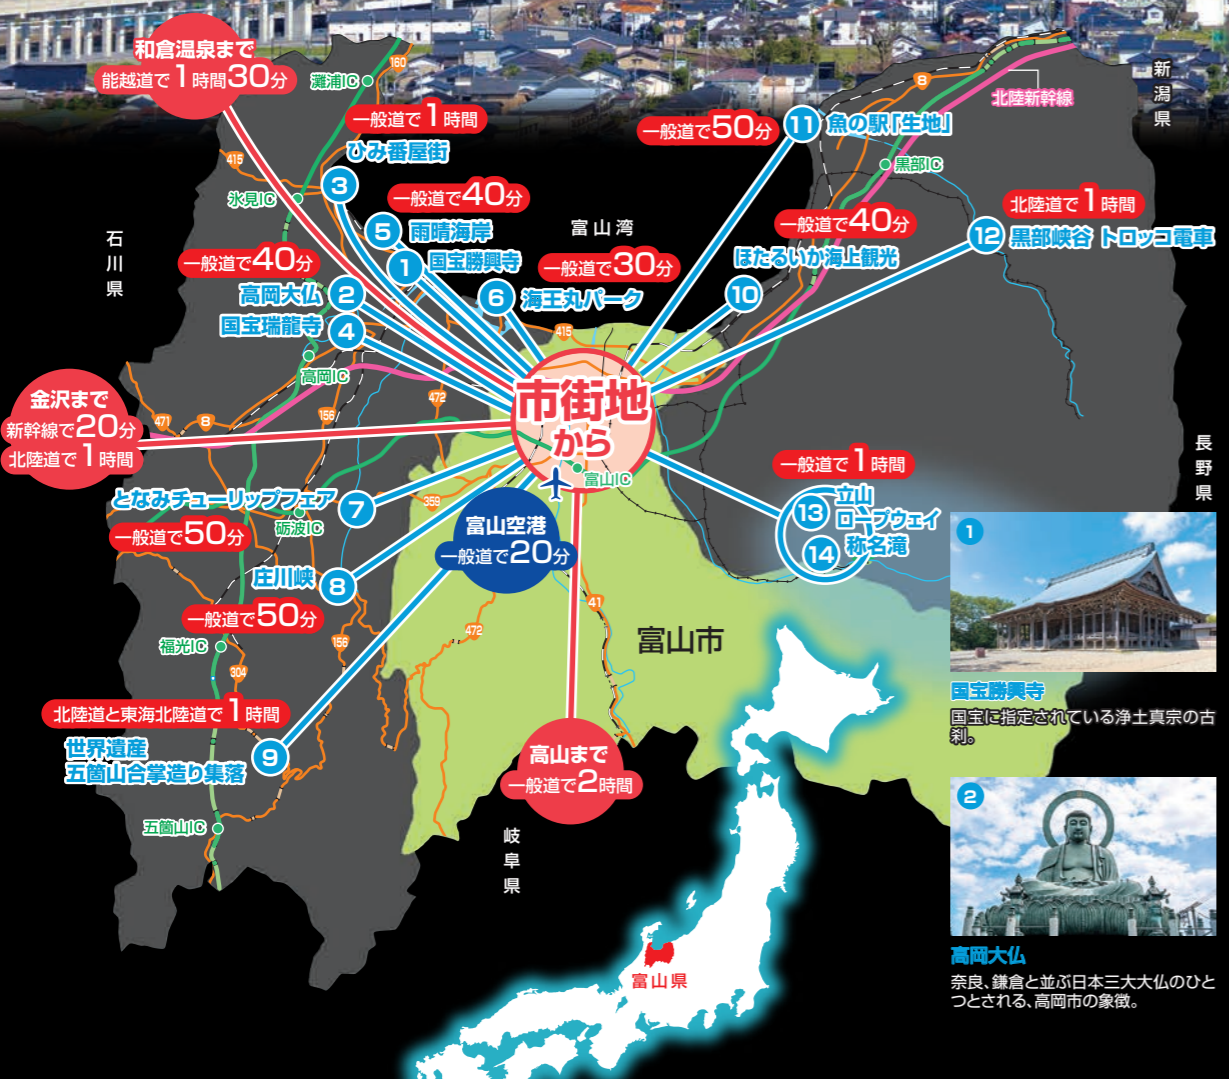 和倉温泉まで
能越道で1時間30分
灘浦IC
160
一般道で1時間
ひみ番屋街
3
415
氷見IC
一般道で40分
5
雨晴海岸
1
国宝勝興寺
富山湾
一般道で30分
6
海王丸パーク
石川県
一般道で40分
高岡大仏
2
国宝瑞龍寺
4
高岡IC
8
北陸新幹線
新潟県
一般道で50分
11
魚の駅「生地」
黒部IC
北陸道で1時間
12
黒部峡谷 トロッコ電車
一般道で40分
ほたるいか海上観光
10
415
市街地
から
富山IC
金沢まで
新幹線で20分
北陸道で1時間
471
8
156
472
長野県
となみチューリップフェア
7
359
砺波IC
一般道で50分
富山空港
一般道で20分
一般道で1時間
13
立山
ロープウェイ
14
称名滝
庄川峡
8
一般道で50分
福光IC
156
304
472
41
富山市
北陸道と東海北陸道で1時間
世界遺産
五箇山合掌造り集落
9
五箇山IC
高山まで
一般道で2時間
岐阜県
富山県
1
国宝勝興寺
国宝に指定されている浄土真宗の古
刹。
2
高岡大仏
奈良、鎌倉と並ぶ日本三大大仏のひと
つとされる、高岡市の象徴。